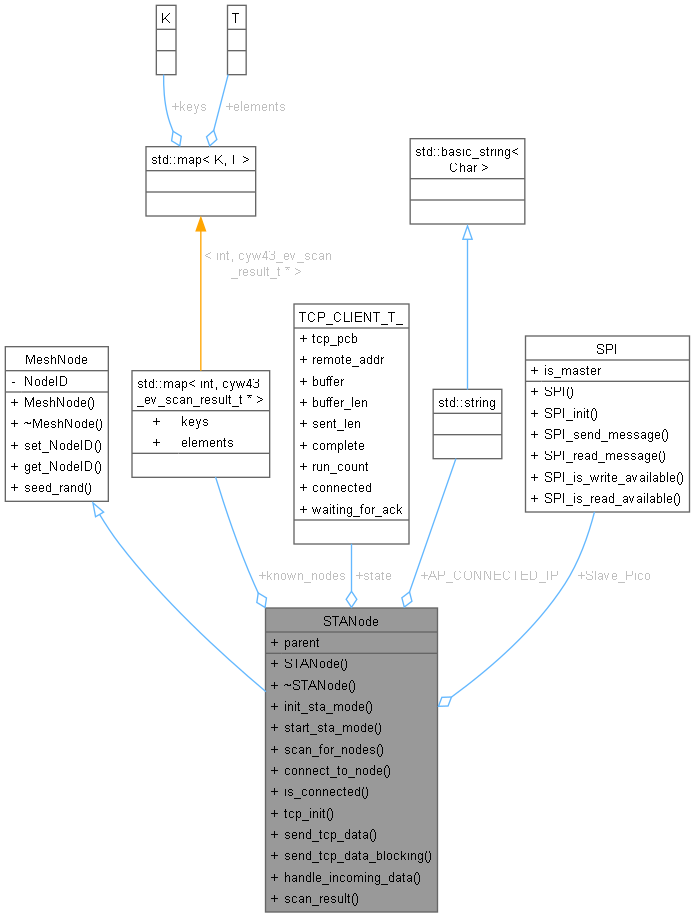 K
T
+keys
+elements
std::map< K, T >
std::basic_string<
Char >
< int, cyw43_ev_scan
_result_t * >
MeshNode
- NodeID
+ MeshNode()
+ ~MeshNode()
+ set_NodeID()
+ get_NodeID()
+ seed_rand()
std::map< int, cyw43
_ev_scan_result_t * >
+ keys
+ elements
TCP_CLIENT_T_
+ tcp_pcb
+ remote_addr
+ buffer
+ buffer_len
+ sent_len
+ complete
+ run_count
+ connected
+ waiting_for_ack
std::string
SPI
+ is_master
+ SPI()
+ SPI_init()
+ SPI_send_message()
+ SPI_read_message()
+ SPI_is_write_available()
+ SPI_is_read_available()
+known_nodes
+state
+AP_CONNECTED_IP
+Slave_Pico
STANode
+ parent
+ STANode()
+ ~STANode()
+ init_sta_mode()
+ start_sta_mode()
+ scan_for_nodes()
+ connect_to_node()
+ is_connected()
+ tcp_init()
+ send_tcp_data()
+ send_tcp_data_blocking()
+ handle_incoming_data()
+ scan_result()